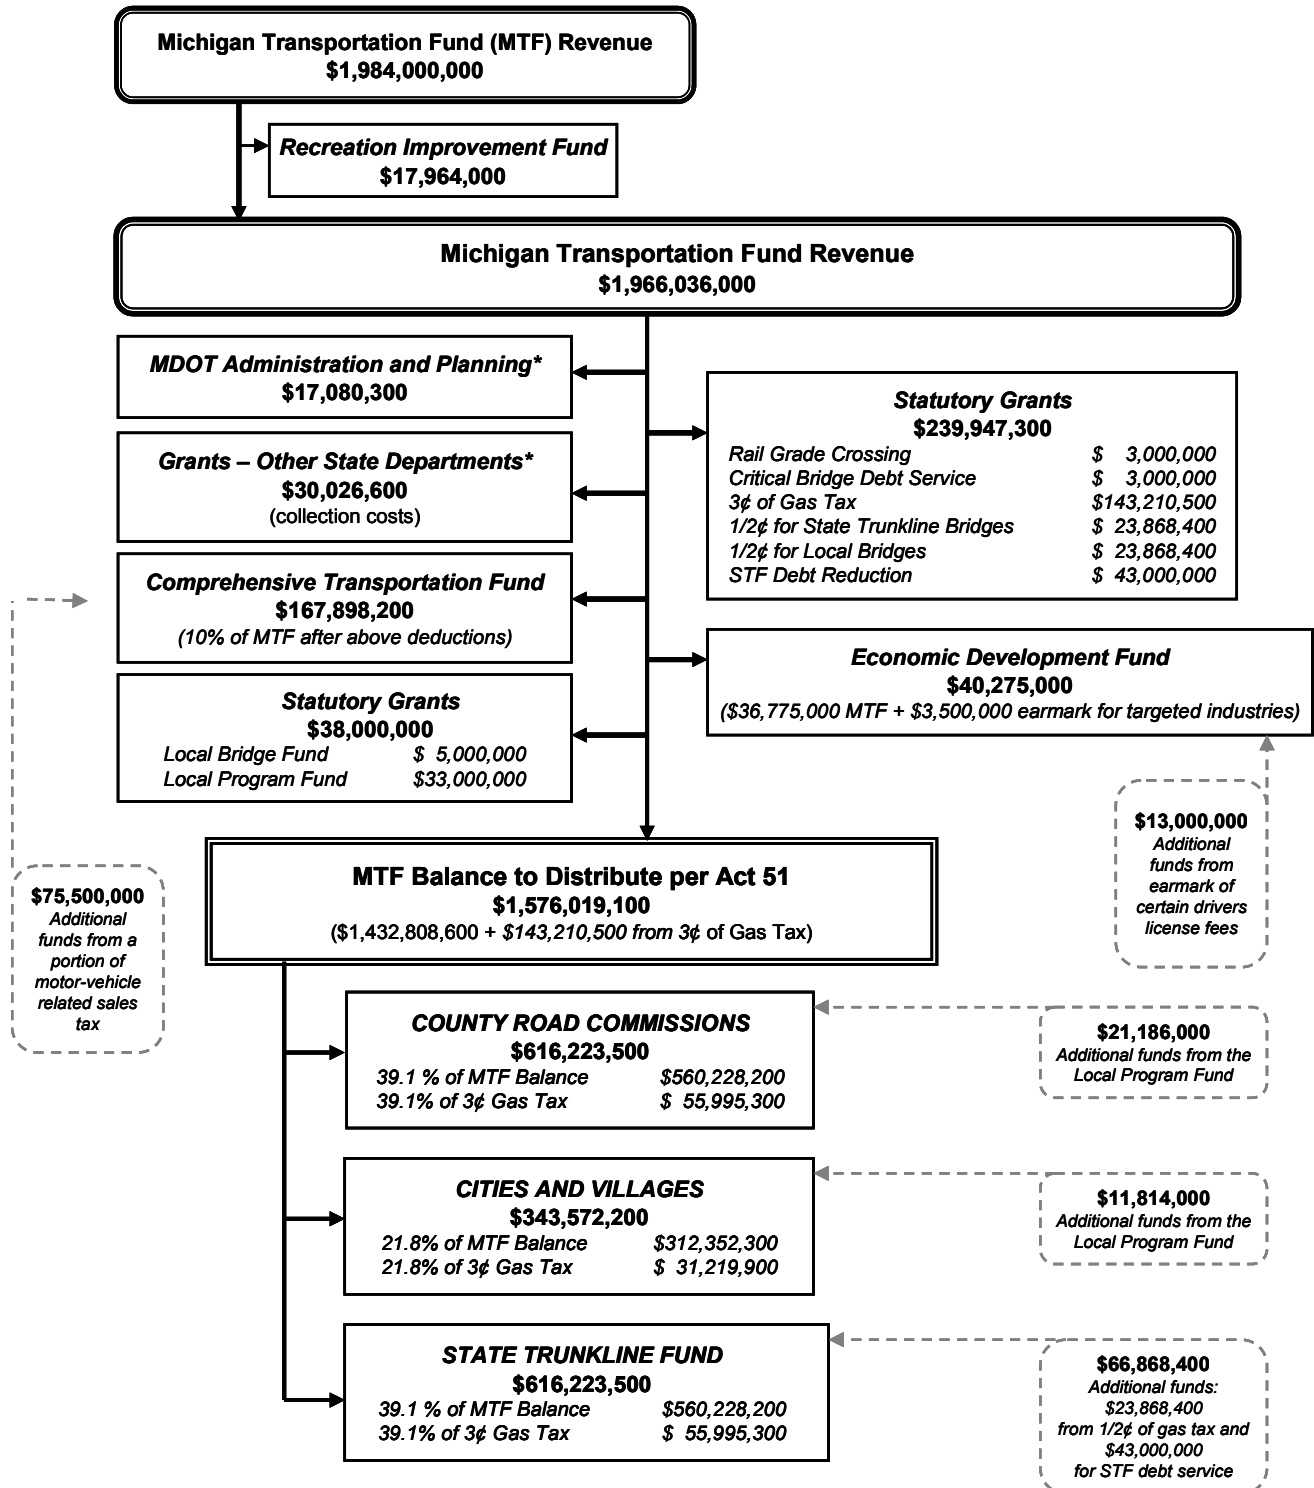 Michigan Transportation Fund (MTF) Revenue
$1,984,000,000
Recreation Improvement Fund
$17,964,000
Michigan Transportation Fund Revenue
$1,966,036,000
MDOT Administration and Planning*
$17,080,300
Statutory Grants
$239,947,300
Rail Grade Crossing $ 3,000,000
Critical Bridge Debt Service $ 3,000,000
3¢ of Gas Tax $143,210,500
1/2¢ for State Trunkline Bridges $ 23,868,400
1/2¢ for Local Bridges $ 23,868,400
STF Debt Reduction $ 43,000,000
Grants – Other State Departments*
$30,026,600
(collection costs)
Comprehensive Transportation Fund
$167,898,200
(10% of MTF after above deductions)
Economic Development Fund
$40,275,000
($36,775,000 MTF + $3,500,000 earmark for targeted industries)
Statutory Grants
$38,000,000
Local Bridge Fund $ 5,000,000
Local Program Fund $33,000,000
$13,000,000
Additional
funds from
earmark of
certain drivers
license fees
MTF Balance to Distribute per Act 51
$1,576,019,100
($1,432,808,600 + $143,210,500 from 3¢ of Gas Tax)
$75,500,000
Additional
funds from a
portion of
motor-vehicle
related sales
tax
COUNTY ROAD COMMISSIONS
$616,223,500
39.1 % of MTF Balance $560,228,200
39.1% of 3¢ Gas Tax $ 55,995,300
$21,186,000
Additional funds from the
Local Program Fund
CITIES AND VILLAGES
$343,572,200
21.8% of MTF Balance $312,352,300
21.8% of 3¢ Gas Tax $ 31,219,900
$11,814,000
Additional funds from the
Local Program Fund
STATE TRUNKLINE FUND
$616,223,500
39.1 % of MTF Balance $560,228,200
39.1% of 3¢ Gas Tax $ 55,995,300
$66,868,400
Additional funds:
$23,868,400
from 1/2¢ of gas tax and
$43,000,000
for STF debt service